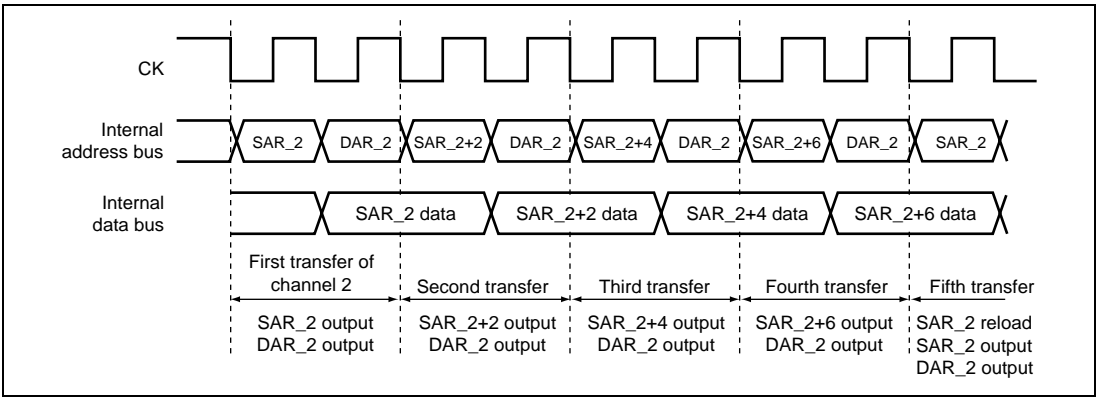 CK
Internal
address bus
SAR_2 DAR_2 SAR_2+2 DAR_2 SAR_2+4 DAR_2 SAR_2+6 DAR_2 SAR_2
Internal
data bus
SAR_2 data SAR_2+2 data SAR_2+4 data SAR_2+6 data
First transfer of
channel 2
Second transfer Third transfer Fourth transfer Fifth transfer
SAR_2 output SAR_2+2 output SAR_2+4 output SAR_2+6 output SAR_2 reload
DAR_2 output DAR_2 output DAR_2 output DAR_2 output SAR_2 output
DAR_2 output